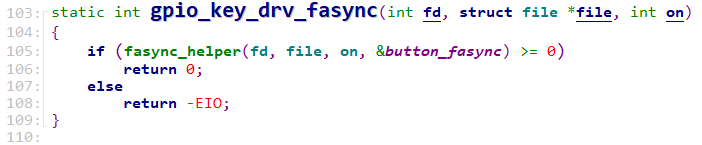 103: static int gpio_key_drv_fasync(int fd, struct file *file, int on)
104: {
105:     if (fasync_helper(fd, file, on, &button_fasync) >= 0)
106:         return 0;
107:     else
108:         return -EIO;
109: }
110: